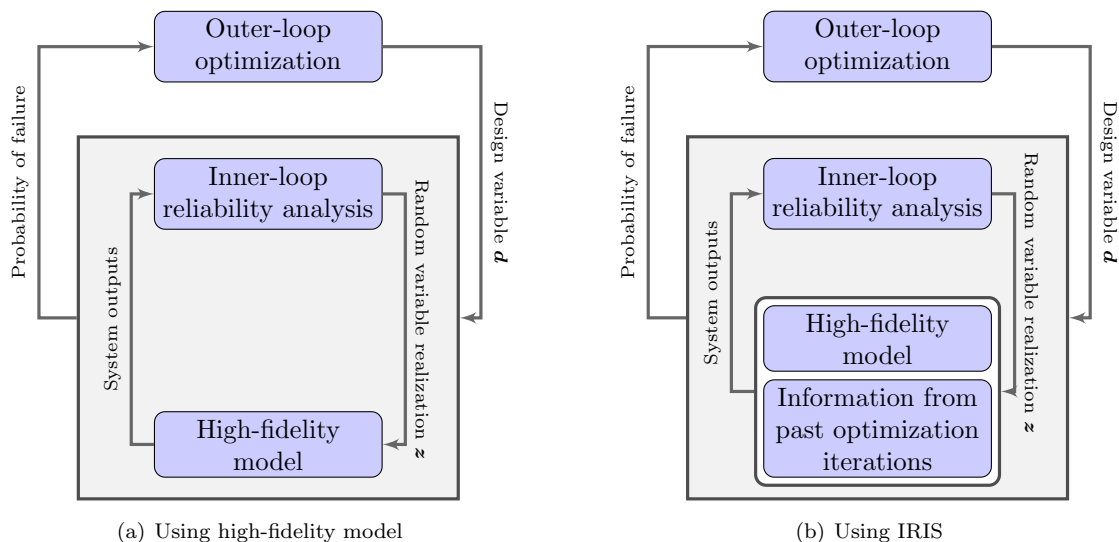 Outer-loop
optimization
Probability of failure
Design variable d
Inner-loop
reliability analysis
System outputs
Random variable realization z
High-fidelity
model
(a) Using high-fidelity model
Outer-loop
optimization
Probability of failure
Design variable d
Inner-loop
reliability analysis
System outputs
Random variable realization z
High-fidelity
model
Information from
past optimization
iterations
(b) Using IRIS